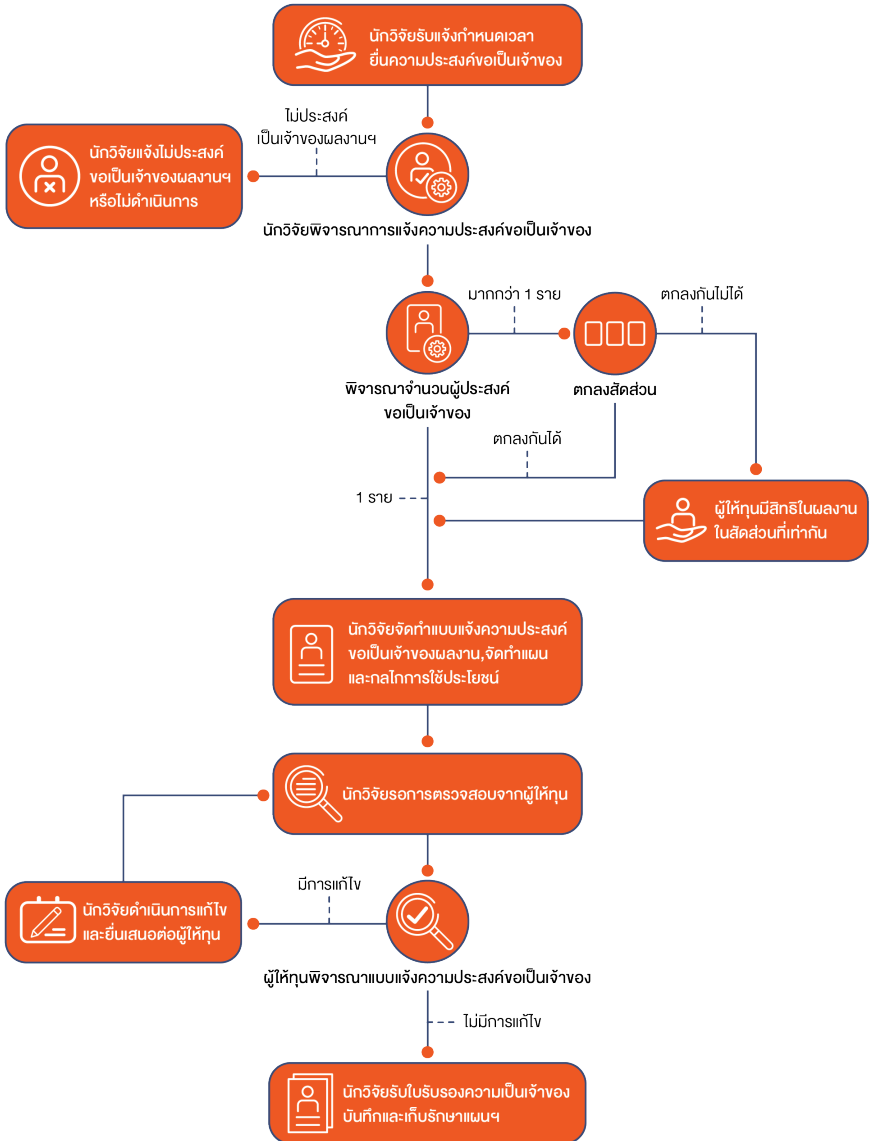 นักวิจัยรับแจ้งกำหนดเวลา
ยื่นความประสงค์ขอเป็นเจ้าของ
ไม่ประสงค์
เป็นเจ้าของผลงานฯ
นักวิจัยแจ้งไม่ประสงค์
ขอเป็นเจ้าของผลงานฯ
หรือไม่ดำเนินการ
นักวิจัยพิจารณาการแจ้งความประสงค์ขอเป็นเจ้าของ
มากกว่า 1 ราย
ตกลงกันไม่ได้
พิจารณาจำนวนผู้ประสงค์
ขอเป็นเจ้าของ
ตกลงสัดส่วน
ตกลงกันได้
1 ราย
ผู้ให้ทุนมีสิทธิในผลงาน
ในสัดส่วนที่เท่ากัน
นักวิจัยจัดทำแบบแจ้งความประสงค์
ขอเป็นเจ้าของผลงาน,จัดทำแผน
และกลไกการใช้ประโยชน์
นักวิจัยรอการตรวจสอบจากผู้ให้ทุน
มีการแก้ไข
นักวิจัยดำเนินการแก้ไข
และยื่นเสนอต่อผู้ให้ทุน
ผู้ให้ทุนพิจารณาแบบแจ้งความประสงค์ขอเป็นเจ้าของ
ไม่มีการแก้ไข
นักวิจัยรับใบรับรองความเป็นเจ้าของ
บันทึกและเก็บรักษาแผนฯ